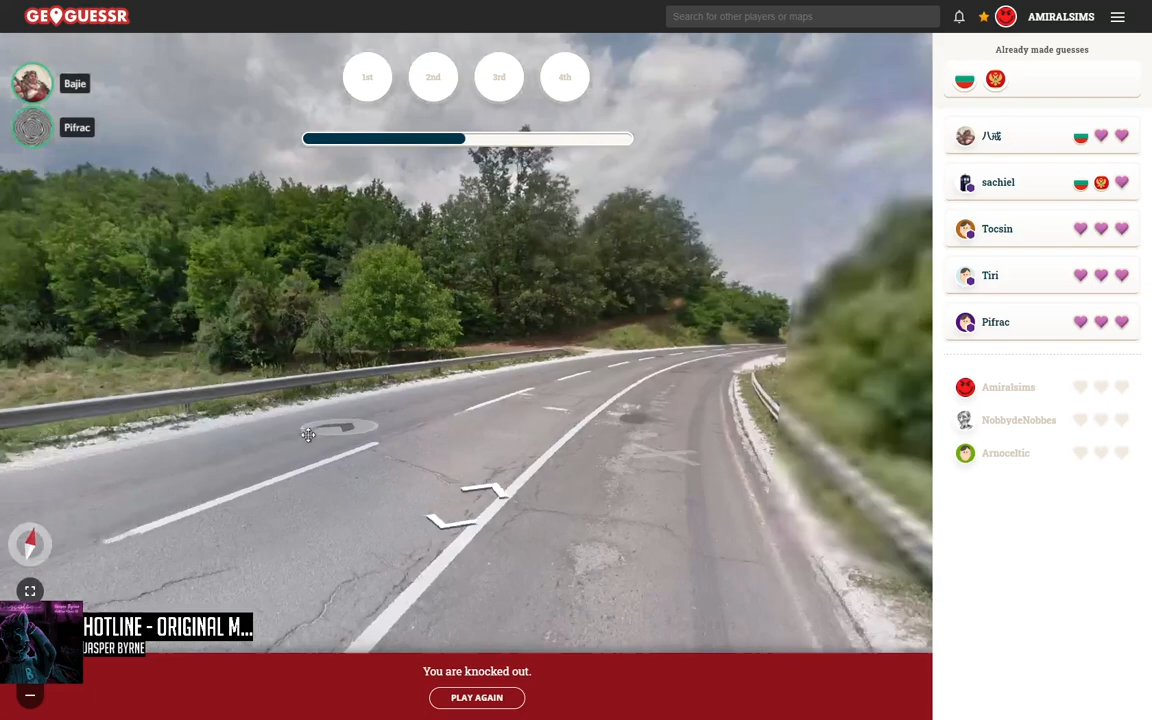 GEOGUESSR
Search for other players or maps
AMIRALSIMS
Bajie
Pifrac
1st
2nd
3rd
4th
Already made guesses
八戒
sachiel
Tocsin
Tiri
Pifrac
Amiralsims
NobbydeNobbes
Arnoceltic
HOTLINE - ORIGINAL M...
JASPER BYRNE
You are knocked out.
PLAY AGAIN